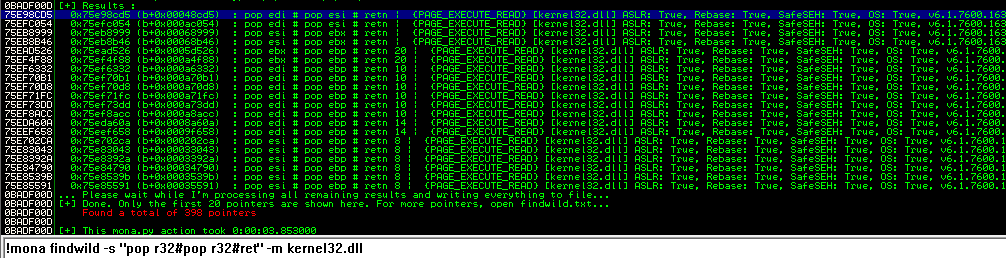 0BADF00D [+] Results :
75E98CD5 0x75e98cd5 (b+0x00048cd5) : pop edi # pop esi # retn ¦ {PAGE_EXECUTE_READ} [kernel32.dll] ASLR: True, Rebase: True, SafeSEH: True, OS: True, v6.1.7600.163
75EFC054 0x75efc054 (b+0x000ac054) : pop edi # pop esi # retn ¦ {PAGE_EXECUTE_READ} [kernel32.dll] ASLR: True, Rebase: True, SafeSEH: True, OS: True, v6.1.7600.163
75EB8999 0x75eb8999 (b+0x00068999) : pop esi # pop ebx # retn ¦ {PAGE_EXECUTE_READ} [kernel32.dll] ASLR: True, Rebase: True, SafeSEH: True, OS: True, v6.1.7600.163
75EB8B46 0x75eb8b46 (b+0x00068b46) : pop esi # pop ebx # retn ¦ {PAGE_EXECUTE_READ} [kernel32.dll] ASLR: True, Rebase: True, SafeSEH: True, OS: True, v6.1.7600.163
75EAD526 0x75ead526 (b+0x0005d526) : pop ebx # pop ebp # retn 20 ¦ {PAGE_EXECUTE_READ} [kernel32.dll] ASLR: True, Rebase: True, SafeSEH: True, OS: True, v6.1.7600.
75EF4F88 0x75ef4f88 (b+0x000a4f88) : pop ebx # pop ebp # retn 20 ¦ {PAGE_EXECUTE_READ} [kernel32.dll] ASLR: True, Rebase: True, SafeSEH: True, OS: True, v6.1.7600.
75EF6332 0x75ef6332 (b+0x000a6332) : pop edi # pop ebp # retn 10 ¦ {PAGE_EXECUTE_READ} [kernel32.dll] ASLR: True, Rebase: True, SafeSEH: True, OS: True, v6.1.7600.
75EF70B1 0x75ef70b1 (b+0x000a70b1) : pop edi # pop ebp # retn 10 ¦ {PAGE_EXECUTE_READ} [kernel32.dll] ASLR: True, Rebase: True, SafeSEH: True, OS: True, v6.1.7600.
75EF70D8 0x75ef70d8 (b+0x000a70d8) : pop edi # pop ebp # retn 10 ¦ {PAGE_EXECUTE_READ} [kernel32.dll] ASLR: True, Rebase: True, SafeSEH: True, OS: True, v6.1.7600.
75EF71FC 0x75ef71fc (b+0x000a71fc) : pop edi # pop ebp # retn 10 ¦ {PAGE_EXECUTE_READ} [kernel32.dll] ASLR: True, Rebase: True, SafeSEH: True, OS: True, v6.1.7600.
75EF73DD 0x75ef73dd (b+0x000a73dd) : pop edi # pop ebp # retn 10 ¦ {PAGE_EXECUTE_READ} [kernel32.dll] ASLR: True, Rebase: True, SafeSEH: True, OS: True, v6.1.7600.
75EF8ACC 0x75ef8acc (b+0x000a8acc) : pop edi # pop ebp # retn 10 ¦ {PAGE_EXECUTE_READ} [kernel32.dll] ASLR: True, Rebase: True, SafeSEH: True, OS: True, v6.1.7600.
75EDA60A 0x75eda60a (b+0x0008a60a) : pop edi # pop ebp # retn 14 ¦ {PAGE_EXECUTE_READ} [kernel32.dll] ASLR: True, Rebase: True, SafeSEH: True, OS: True, v6.1.7600.
75EEF658 0x75eef658 (b+0x0009f658) : pop esi # pop ebp # retn 14 ¦ {PAGE_EXECUTE_READ} [kernel32.dll] ASLR: True, Rebase: True, SafeSEH: True, OS: True, v6.1.7600.
75E702CA 0x75e702ca (b+0x000202ca) : pop esi # pop ebp # retn 8 ¦ {PAGE_EXECUTE_READ} [kernel32.dll] ASLR: True, Rebase: True, SafeSEH: True, OS: True, v6.1.7600.1
75E83043 0x75e83043 (b+0x00033043) : pop esi # pop ebp # retn 8 ¦ {PAGE_EXECUTE_READ} [kernel32.dll] ASLR: True, Rebase: True, SafeSEH: True, OS: True, v6.1.7600.1
75E8392A 0x75e8392a (b+0x0003392a) : pop esi # pop ebp # retn 8 ¦ {PAGE_EXECUTE_READ} [kernel32.dll] ASLR: True, Rebase: True, SafeSEH: True, OS: True, v6.1.7600.1
75E84790 0x75e84790 (b+0x00034790) : pop esi # pop ebp # retn 8 ¦ {PAGE_EXECUTE_READ} [kernel32.dll] ASLR: True, Rebase: True, SafeSEH: True, OS: True, v6.1.7600.1
75E8539B 0x75e8539b (b+0x0003539b) : pop esi # pop ebp # retn 8 ¦ {PAGE_EXECUTE_READ} [kernel32.dll] ASLR: True, Rebase: True, SafeSEH: True, OS: True, v6.1.7600.1
75E85591 0x75e85591 (b+0x00035591) : pop esi # pop ebp # retn 8 ¦ {PAGE_EXECUTE_READ} [kernel32.dll] ASLR: True, Rebase: True, SafeSEH: True, OS: True, v6.1.7600.1
0BADF00D ... Please wait while I'm processing all remaining results and writing everything to file...
0BADF00D [+] Done. Only the first 20 pointers are shown here. For more pointers, open findwild.txt...
0BADF00D Found a total of 398 pointers
0BADF00D
0BADF00D [+] This mona.py action took 0:00:03.853000
!mona findwild -s "pop r32#pop r32#ret" -m kernel32.dll